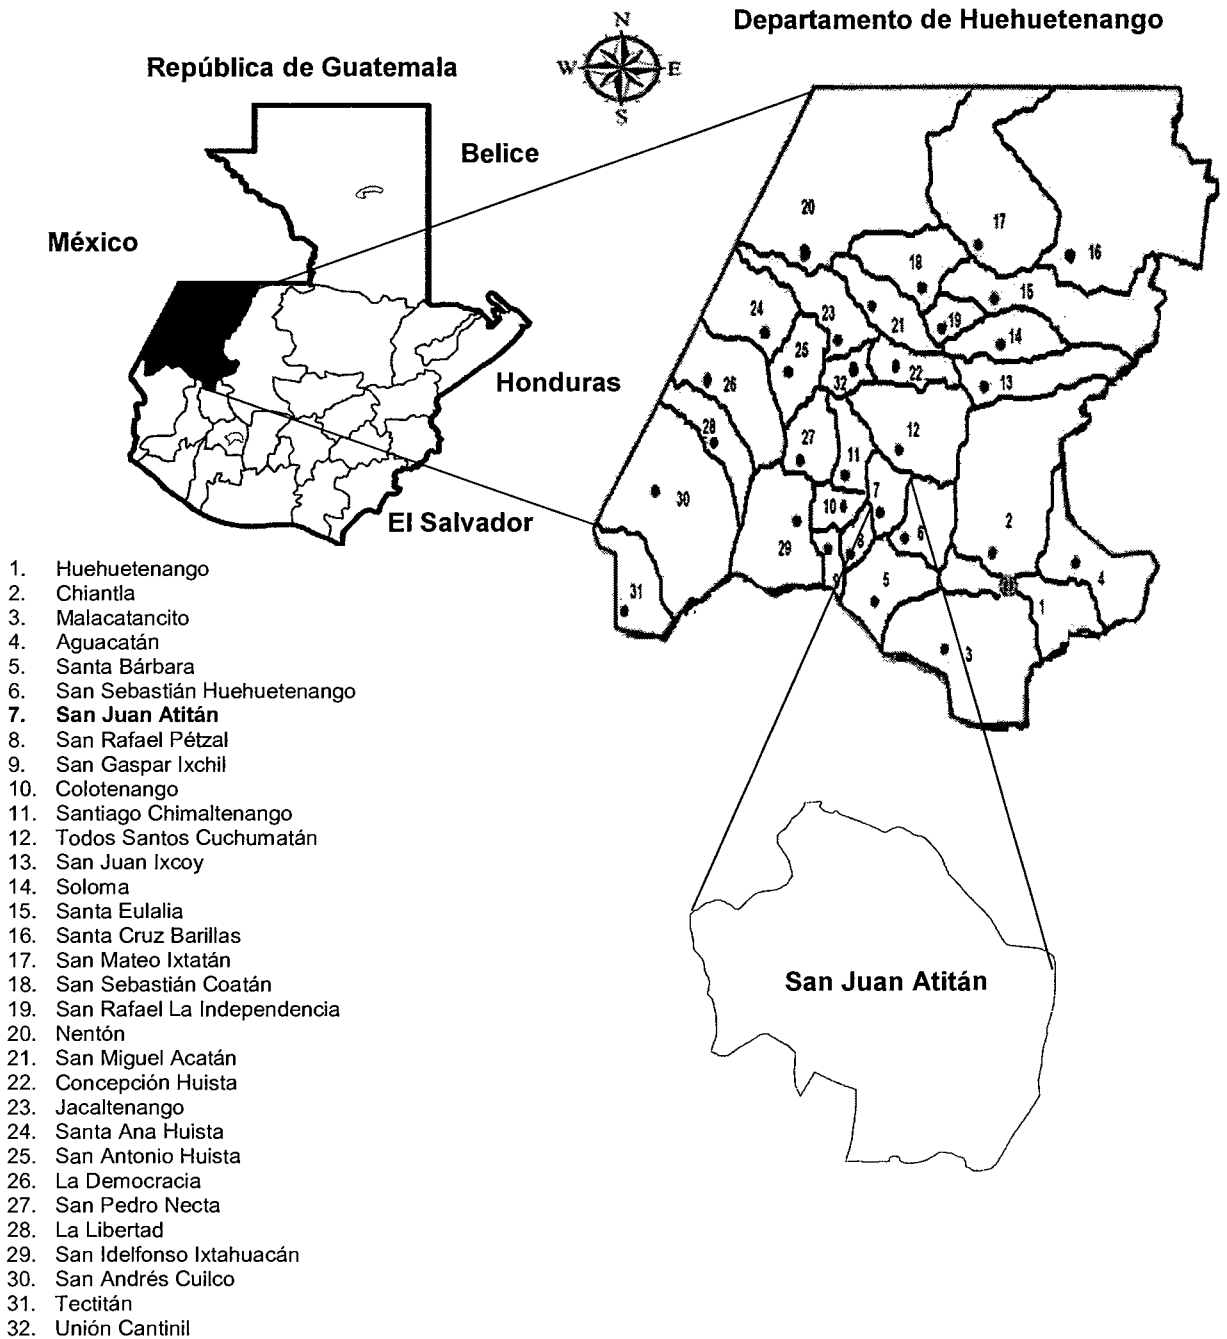 Departamento de Huehuetenango
República de Guatemala
N
W E
S
Belice
México
Honduras
El Salvador
20
17
16
18
15
24
23
21
19
14
25
22
32
13
26
28
27
12
11
30
7
10
2
29
8
6
9
5
4
31
1
3
1. Huehuetenango
2. Chiantla
3. Malacatancito
4. Aguacatán
5. Santa Bárbara
6. San Sebastián Huehuetenango
7. San Juan Atitán
8. San Rafael Pétzal
9. San Gaspar Ixchil
10. Colotenango
11. Santiago Chimaltenango
12. Todos Santos Cuchumatán
13. San Juan Ixcoy
14. Soloma
15. Santa Eulalia
16. Santa Cruz Barillas
17. San Mateo Ixtatán
18. San Sebastián Coatán
19. San Rafael La Independencia
20. Nentón
21. San Miguel Acatán
22. Concepción Huista
23. Jacaltenango
24. Santa Ana Huista
25. San Antonio Huista
26. La Democracia
27. San Pedro Necta
28. La Libertad
29. San Idelfonso Ixtahuacán
30. San Andrés Cuilco
31. Tectitán
32. Unión Cantinil
San Juan Atitán